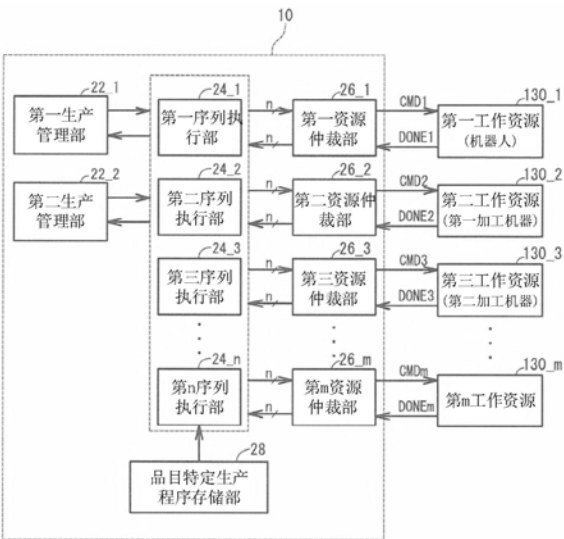 10
22_1
24_1
26_1
130_1
第一生产
管理部
第一序列执
行部
n
n
第一资源
仲裁部
CMD1
DONE1
第一工作资源
(机器人)
22_2
24_2
26_2
130_2
第二生产
管理部
第二序列
执行部
n
n
第二资源仲
裁部
CMD2
DONE2
第二工作资源
(第一加工机器)
24_3
26_3
130_3
第三序列
执行部
n
n
第三资源
仲裁部
CMD3
DONE3
第三工作资源
(第二加工机器)
24_n
26_m
130_m
第n序列
执行部
n
n
第m资源
仲裁部
CMDm
DONEm
第m工作资源
28
品目特定生产
程序存储部